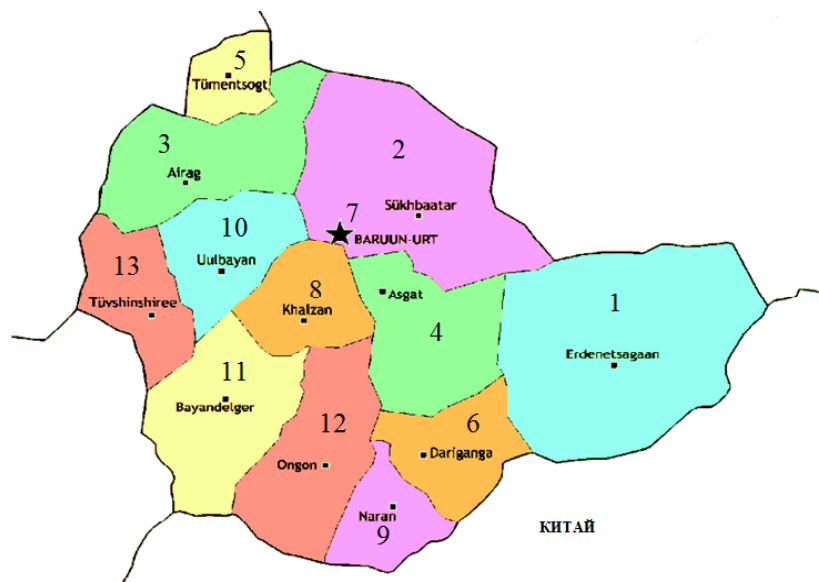 5
Tümentsogt
3
2
Airag
Sükhbaatar
7
BARUUN-URT
10
Uulbayan
13
Tüvshinshiree
8
Khalzan
Asgat
4
1
Erdenetsagaan
11
Bayandelger
12
6
Ongon
Dariganga
Naran
9
КИТАЙ